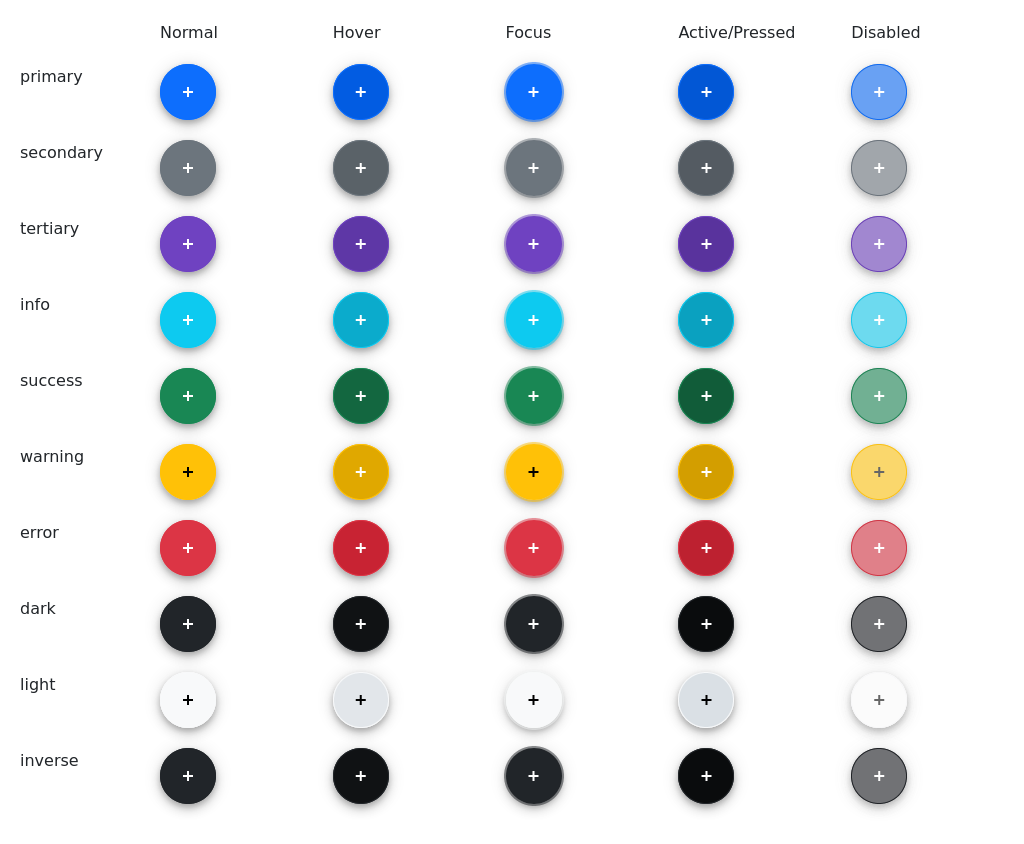 Normal Hover Focus Active/Pressed Disabled
primary + + + + +
secondary + + + + +
tertiary + + + + +
info + + + + +
success + + + + +
warning + + + + +
error + + + + +
dark + + + + +
light + + + + +
inverse + + + + +